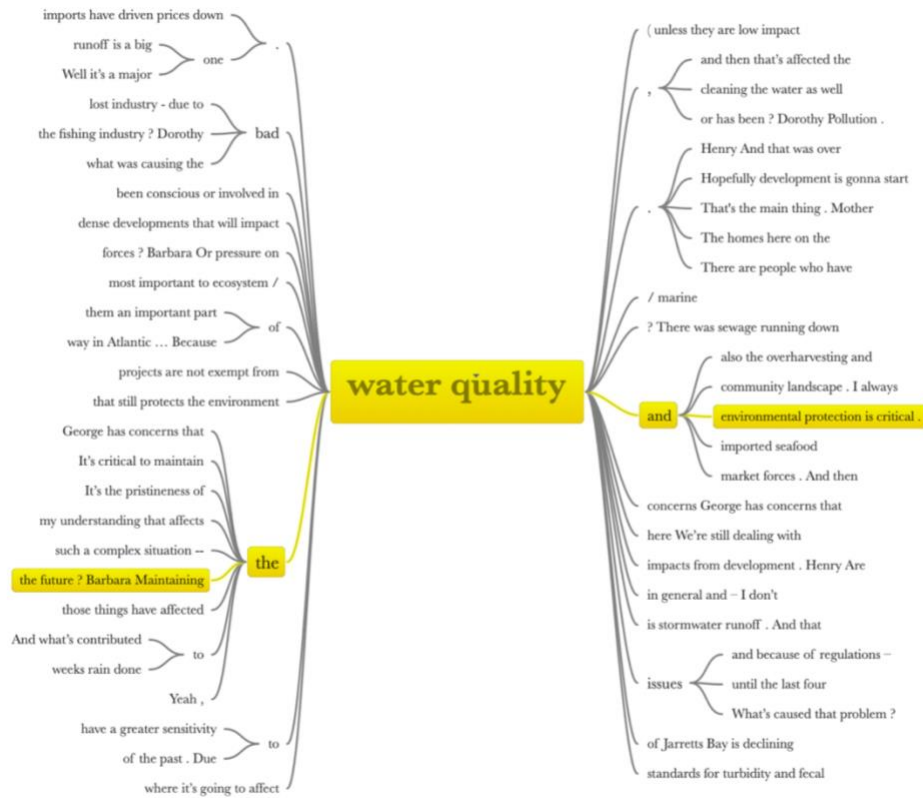 imports have driven prices down
.
runoff is a big
one
Well it's a major
lost industry - due to
the fishing industry ? Dorothy
bad
what was causing the
been conscious or involved in
dense developments that will impact
forces ? Barbara Or pressure on
most important to ecosystem /
them an important part
of
way in Atlantic … Because
projects are not exempt from
that still protects the environment
George has concerns that
It's critical to maintain
It's the pristineness of
my understanding that affects
such a complex situation --
the
the future ? Barbara Maintaining
those things have affected
And what's contributed
to
weeks rain done
Yeah ,
have a greater sensitivity
to
of the past . Due
where it's going to affect
water quality
( unless they are low impact
and then that's affected the
,
cleaning the water as well
or has been ? Dorothy Pollution .
Henry And that was over
Hopefully development is gonna start
.
That's the main thing . Mother
The homes here on the
There are people who have
/ marine
? There was sewage running down
also the overharvesting and
community landscape . I always
and
environmental protection is critical .
imported seafood
market forces . And then
concerns George has concerns that
here We're still dealing with
impacts from development . Henry Are
in general and – I don't
is stormwater runoff . And that
and because of regulations –
issues
until the last four
What's caused that problem ?
of Jarretts Bay is declining
standards for turbidity and fecal